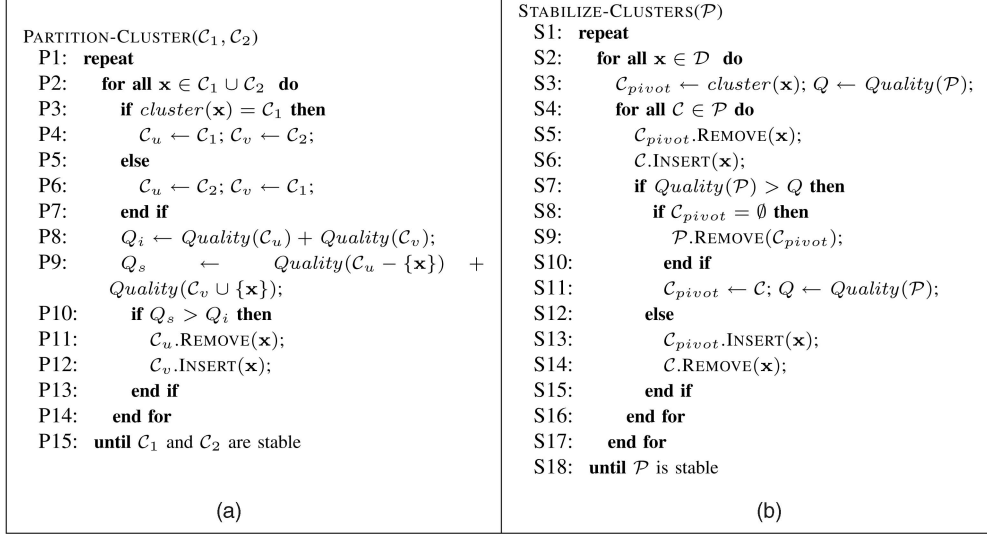 PARTITION-CLUSTER(𝒞₁, 𝒞₂)
P1: repeat
P2: for all x ∈ 𝒞₁ ∪ 𝒞₂ do
P3: if cluster(x) = 𝒞₁ then
P4: 𝒞ᵤ ← 𝒞₁; 𝒞ᵥ ← 𝒞₂;
P5: else
P6: 𝒞ᵤ ← 𝒞₂; 𝒞ᵥ ← 𝒞₁;
P7: end if
P8: Qᵢ ← Quality(𝒞ᵤ) + Quality(𝒞ᵥ);
P9: Qₛ ← Quality(𝒞ᵤ − {x}) +
Quality(𝒞ᵥ ∪ {x});
P10: if Qₛ > Qᵢ then
P11: 𝒞ᵤ.REMOVE(x);
P12: 𝒞ᵥ.INSERT(x);
P13: end if
P14: end for
P15: until 𝒞₁ and 𝒞₂ are stable
(a)
STABILIZE-CLUSTERS(𝒫)
S1: repeat
S2: for all x ∈ 𝒟 do
S3: 𝒞_pivot ← cluster(x); Q ← Quality(𝒫);
S4: for all 𝒞 ∈ 𝒫 do
S5: 𝒞_pivot.REMOVE(x);
S6: 𝒞.INSERT(x);
S7: if Quality(𝒫) > Q then
S8: if 𝒞_pivot = ∅ then
S9: 𝒫.REMOVE(𝒞_pivot);
S10: end if
S11: 𝒞_pivot ← 𝒞; Q ← Quality(𝒫);
S12: else
S13: 𝒞_pivot.INSERT(x);
S14: 𝒞.REMOVE(x);
S15: end if
S16: end for
S17: end for
S18: until 𝒫 is stable
(b)